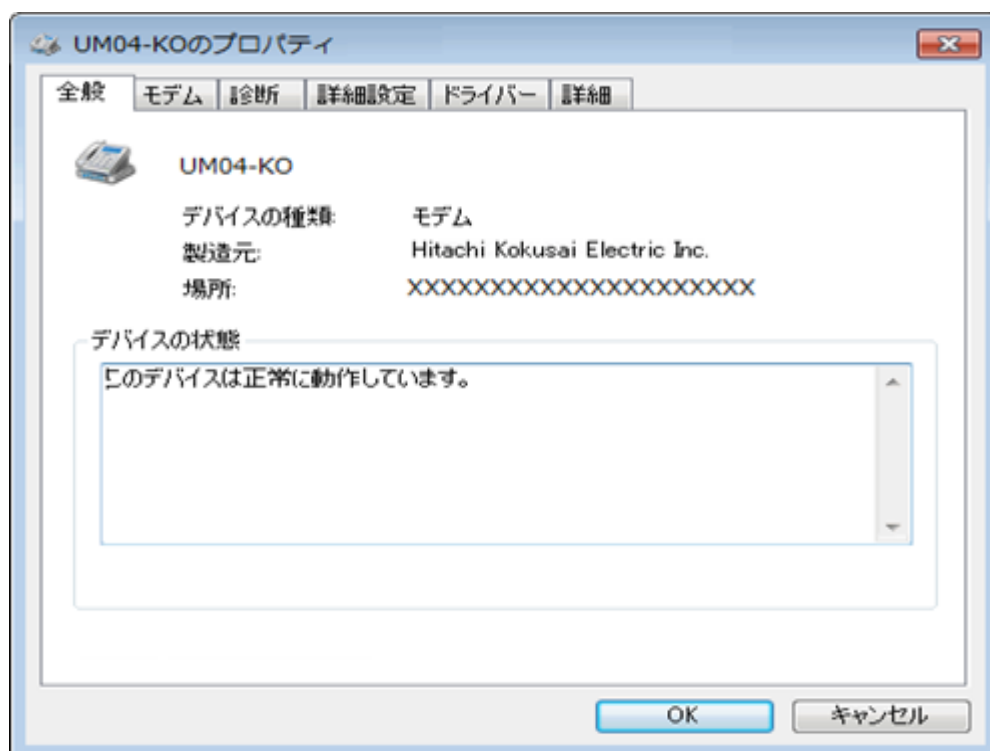 UM04-KOのプロパティ
全般 モデム 診断 詳細設定 ドライバー 詳細
UM04-KO
デバイスの種類: モデム
製造元: Hitachi Kokusai Electric Inc.
場所: XXXXXXXXXXXXXXXXXXXXX
デバイスの状態
このデバイスは正常に動作しています。
OK キャンセル